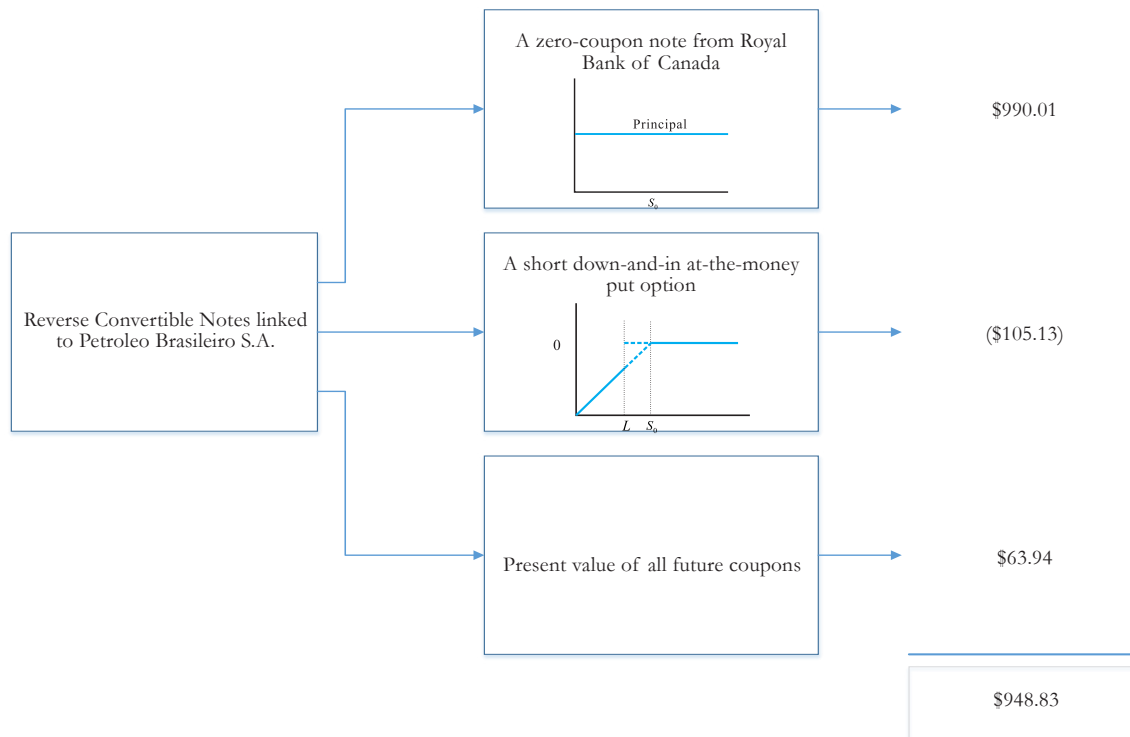 A zero-coupon note from Royal
Bank of Canada
Principal
S₀
$990.01
Reverse Convertible Notes linked
to Petroleo Brasileiro S.A.
A short down-and-in at-the-money
put option
0
L S₀
($105.13)
Present value of all future coupons
$63.94
$948.83